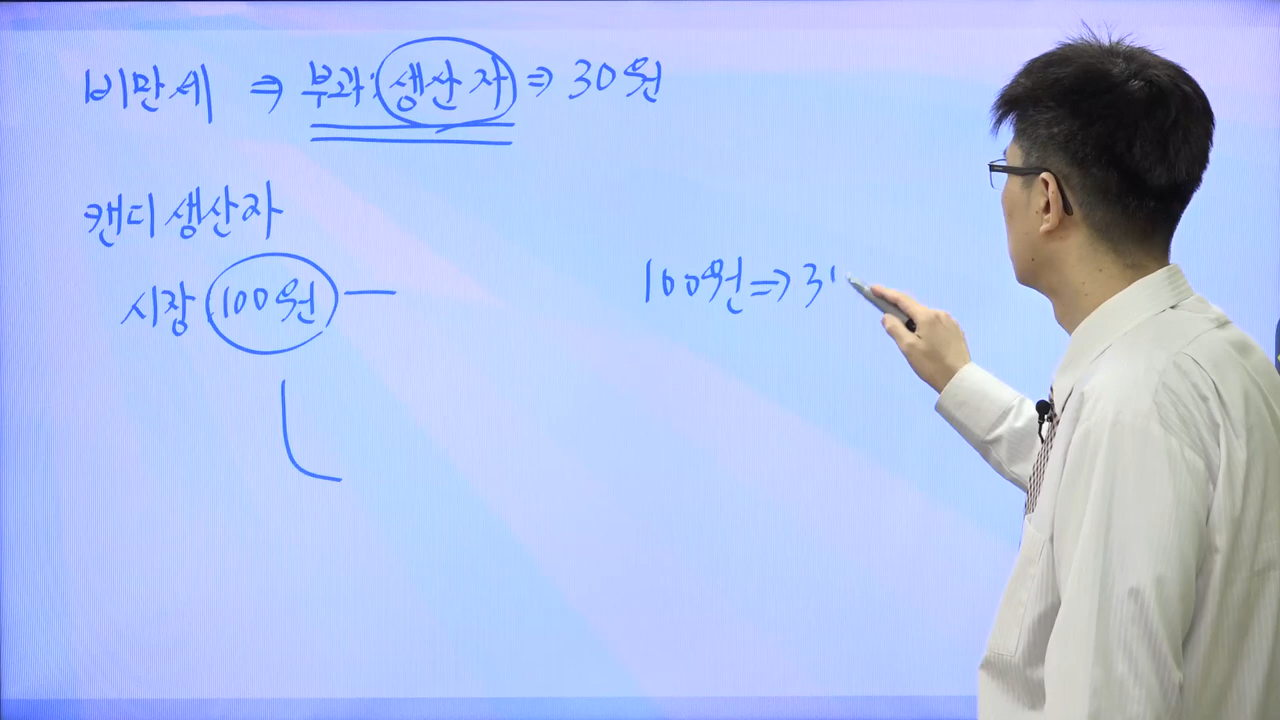 비만세 ⇒ 부과: 생산자 ⇒ 30원
캔디 생산자
시장 100원 —
100원 ⇒ 3